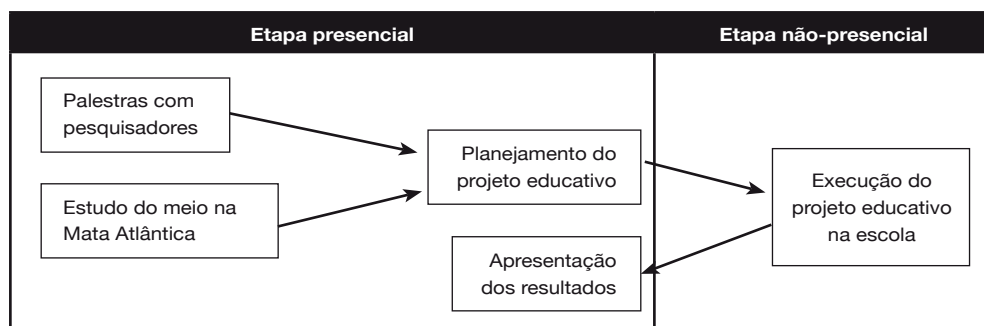 Etapa presencial
Etapa não-presencial
Palestras com
pesquisadores
Estudo do meio na
Mata Atlântica
Planejamento do
projeto educativo
Apresentação
dos resultados
Execução do
projeto educativo
na escola